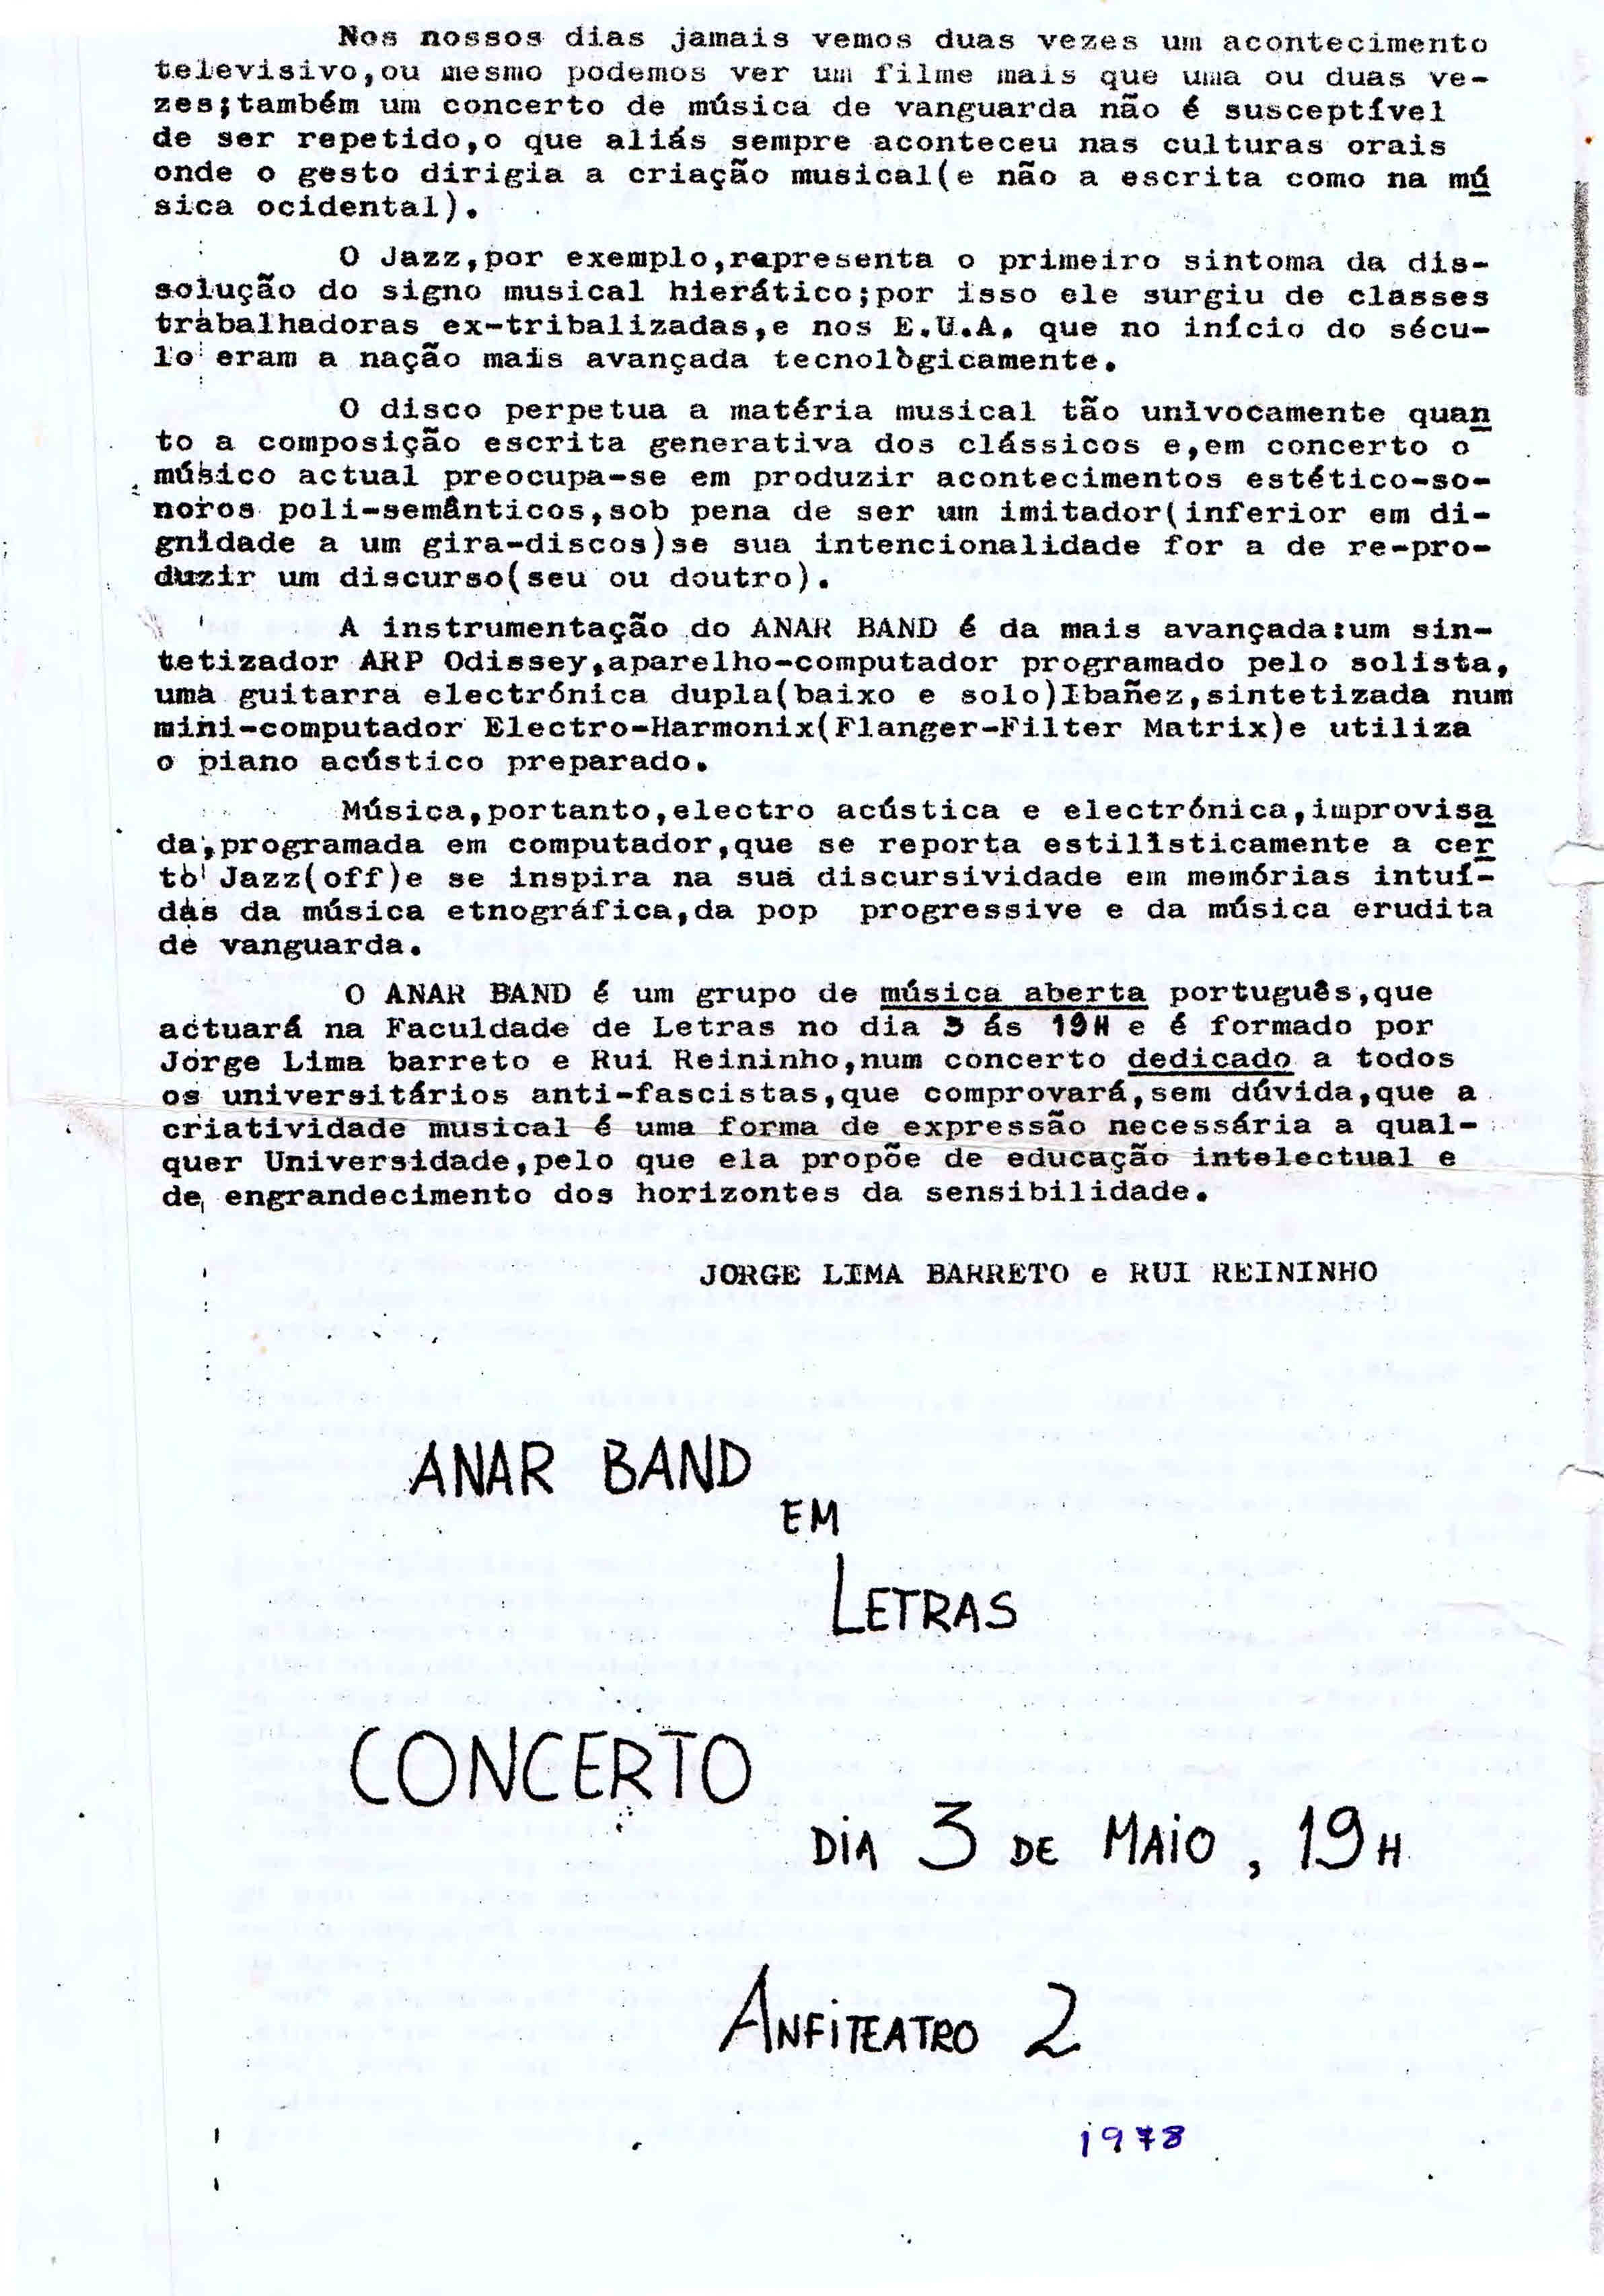 Nos nossos dias jamais vemos duas vezes um acontecimento
televisivo,ou mesmo podemos ver um filme mais que uma ou duas ve-
zes;também um concerto de música de vanguarda não é susceptível
de ser repetido,o que aliás sempre aconteceu nas culturas orais
onde o gesto dirigia a criação musical(e não a escrita como na mú
sica ocidental).
O Jazz,por exemplo,representa o primeiro sintoma da dis-
solução do signo musical hierático;por isso ele surgiu de classes
trabalhadoras ex-tribalizadas,e nos E.U.A. que no início do sécu-
lo eram a nação mais avançada tecnològicamente.
O disco perpetua a matéria musical tão univocamente quan
to a composição escrita generativa dos clássicos e,em concerto o
músico actual preocupa-se em produzir acontecimentos estético-so-
noros poli-semânticos,sob pena de ser um imitador(inferior em di-
gnidade a um gira-discos)se sua intencionalidade for a de re-pro-
duzir um discurso(seu ou doutro).
A instrumentação do ANAR BAND é da mais avançada:um sin-
tetizador ARP Odissey,aparelho-computador programado pelo solista,
uma guitarra electrónica dupla(baixo e solo)Ibañez,sintetizada num
mini-computador Electro-Harmonix(Flanger-Filter Matrix)e utiliza
o piano acústico preparado.
Música,portanto,electro acústica e electrónica,improvisa
da,programada em computador,que se reporta estilisticamente a cer
to Jazz(off)e se inspira na sua discursividade em memórias intuí-
das da música etnográfica,da pop progressive e da música erudita
de vanguarda.
O ANAR BAND é um grupo de música aberta português,que
actuará na Faculdade de Letras no dia 3 ás 19H e é formado por
Jorge Lima barreto e Rui Reininho,num concerto dedicado a todos
os universitários anti-fascistas,que comprovará,sem dúvida,que a
criatividade musical é uma forma de expressão necessária a qual-
quer Universidade,pelo que ela propõe de educação intelectual e
de engrandecimento dos horizontes da sensibilidade.
JORGE LIMA BARRETO e RUI REININHO
ANAR BAND
EM
LETRAS
CONCERTO
DIA 3 DE MAIO, 19H
ANFITEATRO 2
1978